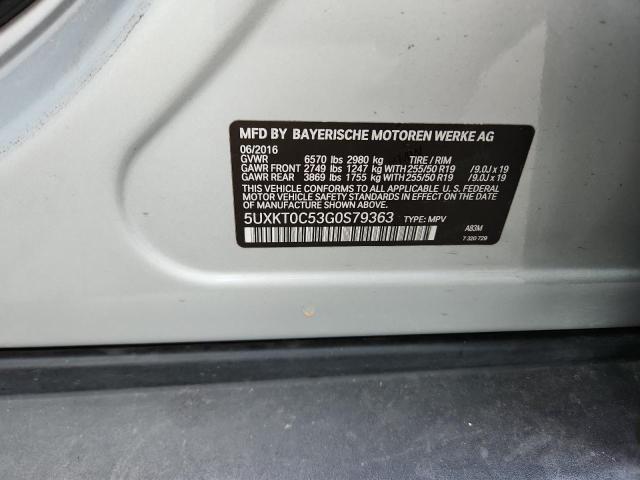 MFD BY BAYERISCHE MOTOREN WERKE AG
06/2016
GVWR 6570 lbs 2980 kg TIRE / RIM
GAWR FRONT 2749 lbs 1247 kg WITH 255/50 R19 /9.0J x 19
GAWR REAR 3869 lbs 1755 kg WITH 255/50 R19 /9.0J x 19
THIS VEHICLE CONFORMS TO ALL APPLICABLE U. S. FEDERAL
MOTOR VEHICLE SAFETY STANDARDS IN EFFECT ON THE DATE
OF MANUFACTURE SHOWN ABOVE.
5UXKT0C53G0S79363 TYPE: MPV A83M
7 320 729